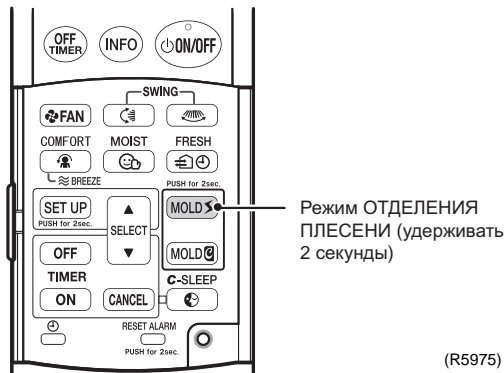 OFF
TIMER
INFO
ON/OFF
SWING
FAN
COMFORT
MOIST
FRESH
BREEZE
PUSH for 2sec.
SET UP
PUSH for 2sec.
SELECT
MOLD
OFF
MOLD
TIMER
C-SLEEP
ON
CANCEL
RESET ALARM
PUSH for 2sec.
Режим ОТДЕЛЕНИЯ
ПЛЕСЕНИ (удерживать
2 секунды)
(R5975)